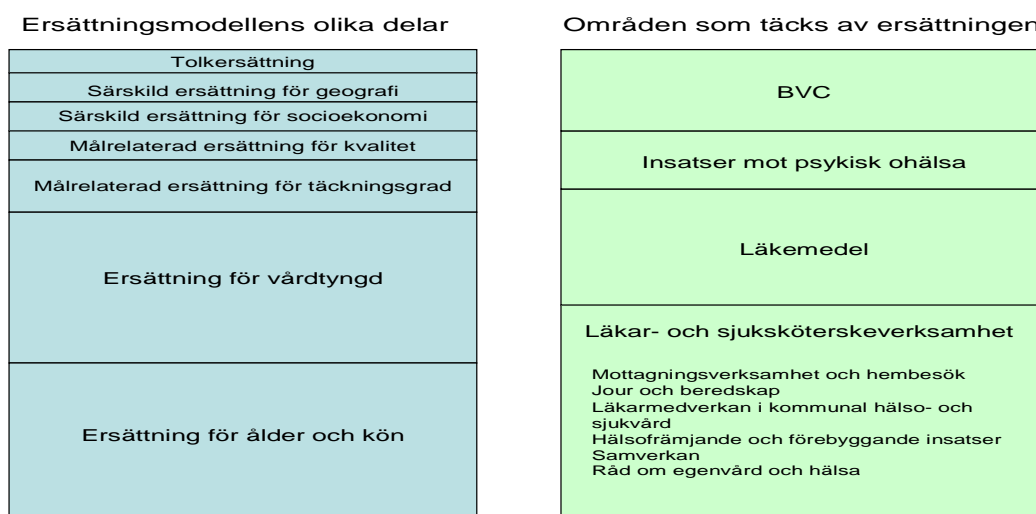 Ersättningsmodellens olika delar
Tolkersättning
Särskild ersättning för geografi
Särskild ersättning för socioekonomi
Målrelaterad ersättning för kvalitet
Målrelaterad ersättning för täckningsgrad
Ersättning för vårdtyngd
Ersättning för ålder och kön
Områden som täcks av ersättningen
BVC
Insatser mot psykisk ohälsa
Läkemedel
Läkar- och sjuksköterskeverksamhet
Mottagningsverksamhet och hembesök
Jour och beredskap
Läkarmedverkan i kommunal hälso- och
sjukvård
Hälsofrämjande och förebyggande insatser
Samverkan
Råd om egenvård och hälsa